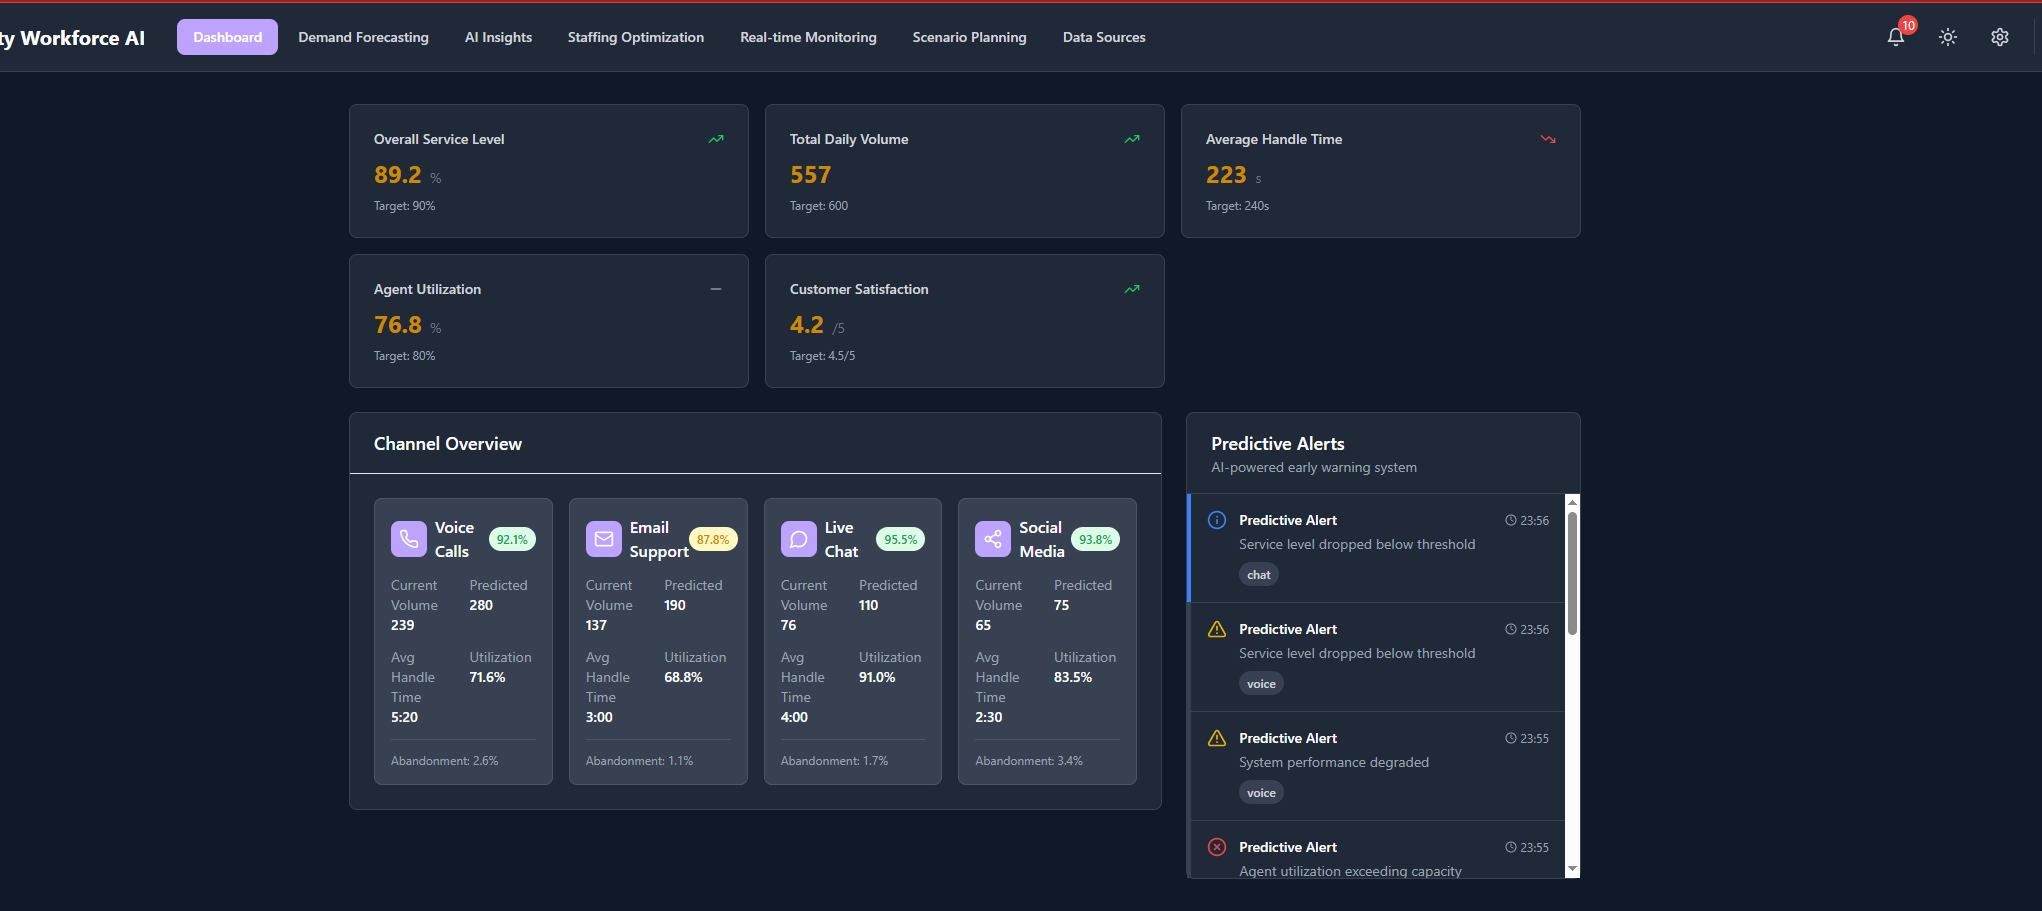 ty Workforce AI
Dashboard
Demand Forecasting
AI Insights
Staffing Optimization
Real-time Monitoring
Scenario Planning
Data Sources
10
Overall Service Level
89.2 %
Target: 90%
Total Daily Volume
557
Target: 600
Average Handle Time
223 s
Target: 240s
Agent Utilization
76.8 %
Target: 80%
Customer Satisfaction
4.2 /5
Target: 4.5/5
Channel Overview
Voice
Calls
92.1%
Current
Volume
239
Predicted
280
Avg
Handle
Time
5:20
Utilization
71.6%
Abandonment: 2.6%
Email
Support
87.8%
Current
Volume
137
Predicted
190
Avg
Handle
Time
3:00
Utilization
68.8%
Abandonment: 1.1%
Live
Chat
95.5%
Current
Volume
76
Predicted
110
Avg
Handle
Time
4:00
Utilization
91.0%
Abandonment: 1.7%
Social
Media
93.8%
Current
Volume
65
Predicted
75
Avg
Handle
Time
2:30
Utilization
83.5%
Abandonment: 3.4%
Predictive Alerts
AI-powered early warning system
Predictive Alert
23:56
Service level dropped below threshold
chat
Predictive Alert
23:56
Service level dropped below threshold
voice
Predictive Alert
23:55
System performance degraded
voice
Predictive Alert
23:55
Agent utilization exceeding capacity